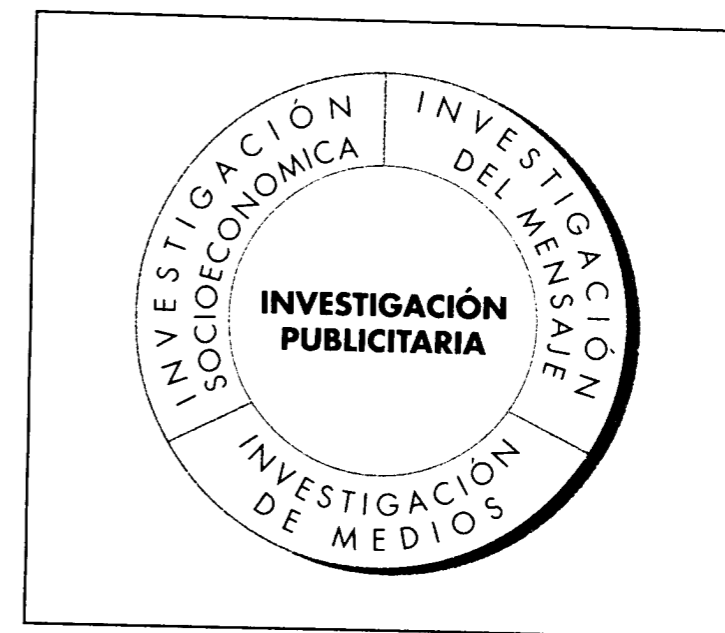 INVESTIGACIÓN
SOCIOECONOMICA
INVESTIGACIÓN
DEL MENSAJE
INVESTIGACIÓN
PUBLICITARIA
INVESTIGACIÓN
DE MEDIOS